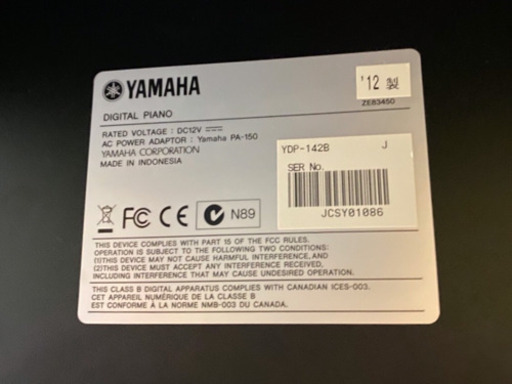 YAMAHA
'12 製
ZE83450
DIGITAL PIANO
RATED VOLTAGE : DC12V
AC POWER ADAPTOR : Yamaha PA-150
YAMAHA CORPORATION
MADE IN INDONESIA
YDP-142B J
SER No.
JCSY01086
FC CE N89
THIS DEVICE COMPLIES WITH PART 15 OF THE FCC RULES.
OPERATION IS SUBJECT TO THE FOLLOWING TWO CONDITIONS:
(1)THIS DEVICE MAY NOT CAUSE HARMFUL INTERFERENCE,AND
(2)THIS DEVICE MUST ACCEPT ANY INTERFERENCE RECEIVED,
INCLUDING INTERFERENCE THAT MAY CAUSE UNDESIRED OPERATION.
THIS CLASS B DIGITAL APPARATUS COMPLIES WITH CANADIAN ICES-003.
CET APPAREIL NUMÉRIQUE DE LA CLASSE B
EST CONFORME À LA NORME NMB-003 DU CANADA.